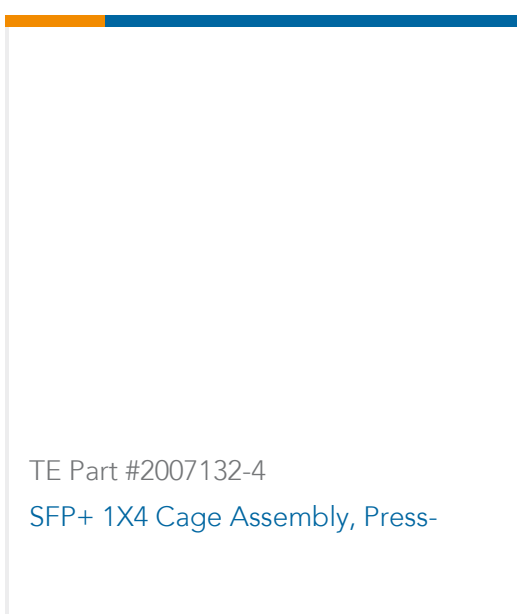 TE Part #2007132-4
SFP+ 1X4 Cage Assembly, Press-